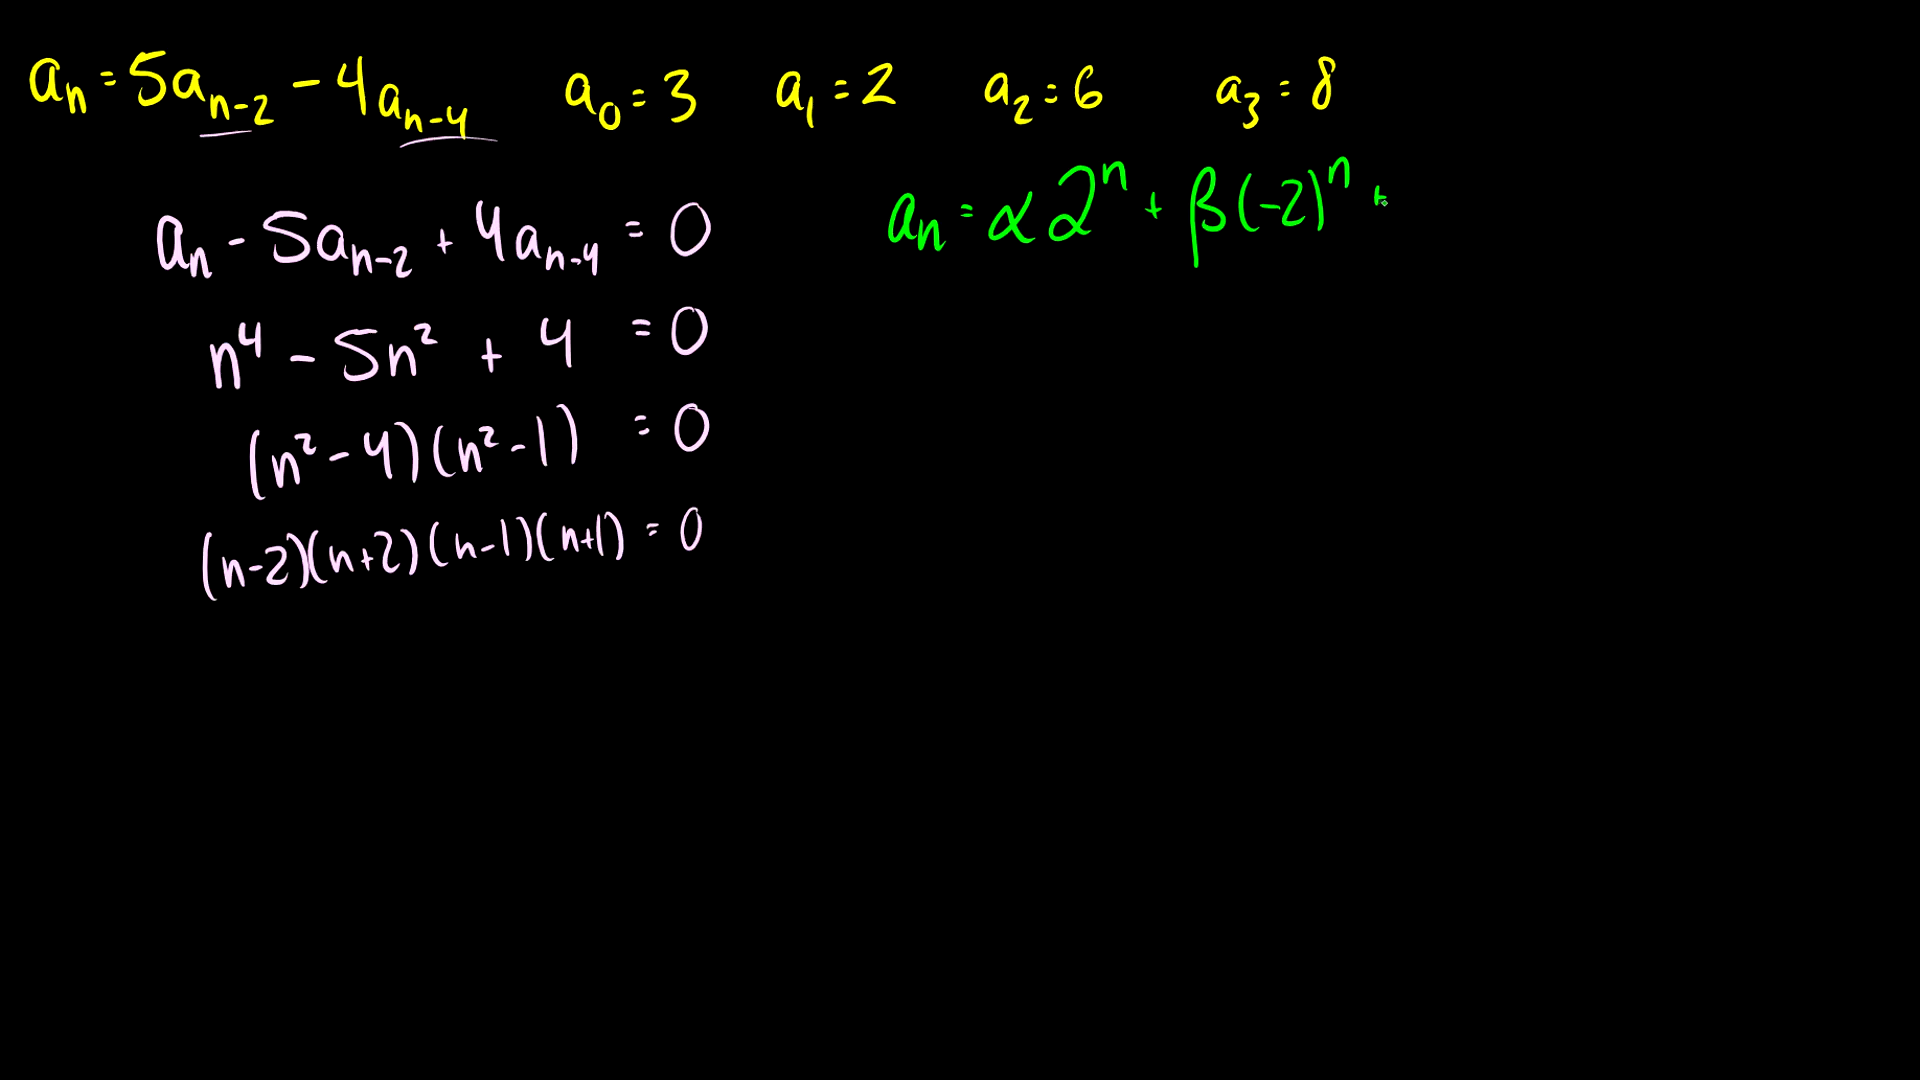 aₙ = 5aₙ₋₂ - 4aₙ₋₄ a₀ = 3 a₁ = 2 a₂ = 6 a₃ = 8
aₙ = α2ⁿ + β(-2)ⁿ +
aₙ - 5aₙ₋₂ + 4aₙ₋₄ = 0
n⁴ - 5n² + 4 = 0
(n² - 4)(n² - 1) = 0
(n-2)(n+2)(n-1)(n+1) = 0